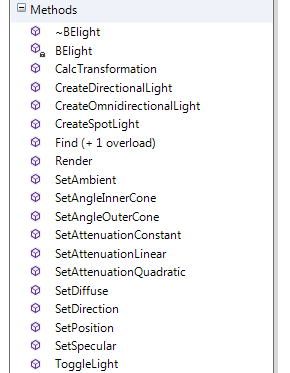 Methods
~BElight
BElight
CalcTransformation
CreateDirectionalLight
CreateOmnidirectionalLight
CreateSpotLight
Find (+ 1 overload)
Render
SetAmbient
SetAngleInnerCone
SetAngleOuterCone
SetAttenuationConstant
SetAttenuationLinear
SetAttenuationQuadratic
SetDiffuse
SetDirection
SetPosition
SetSpecular
ToggleLight